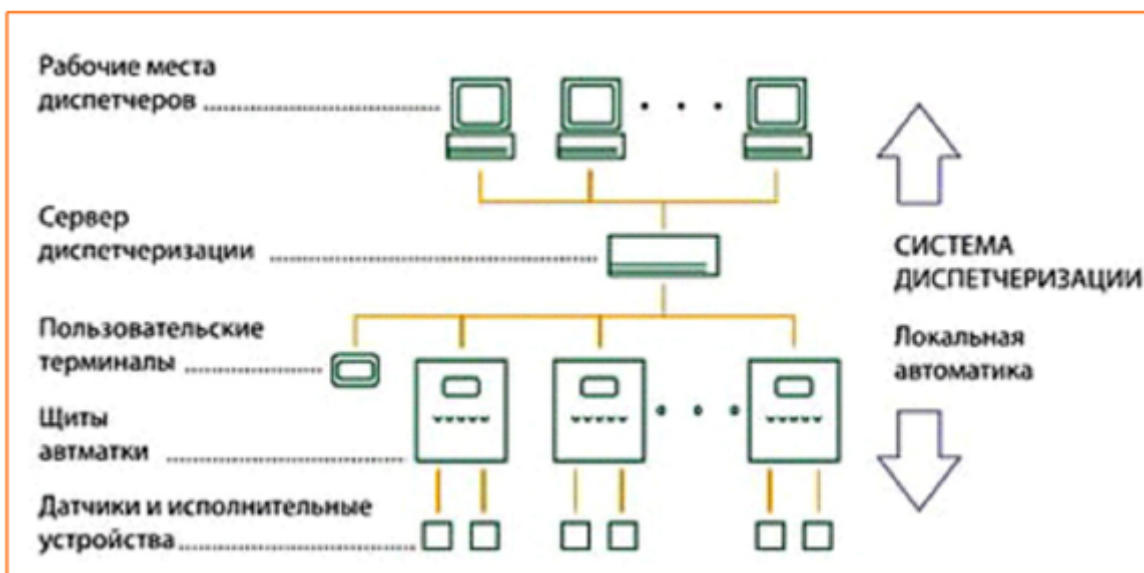 Рабочие места
диспетчеров
Сервер
диспетчеризации
Пользовательские
терминалы
Щиты
автматки
Датчики и исполнительные
устройства
СИСТЕМА
ДИСПЕТЧЕРИЗАЦИИ
Локальная
автоматика